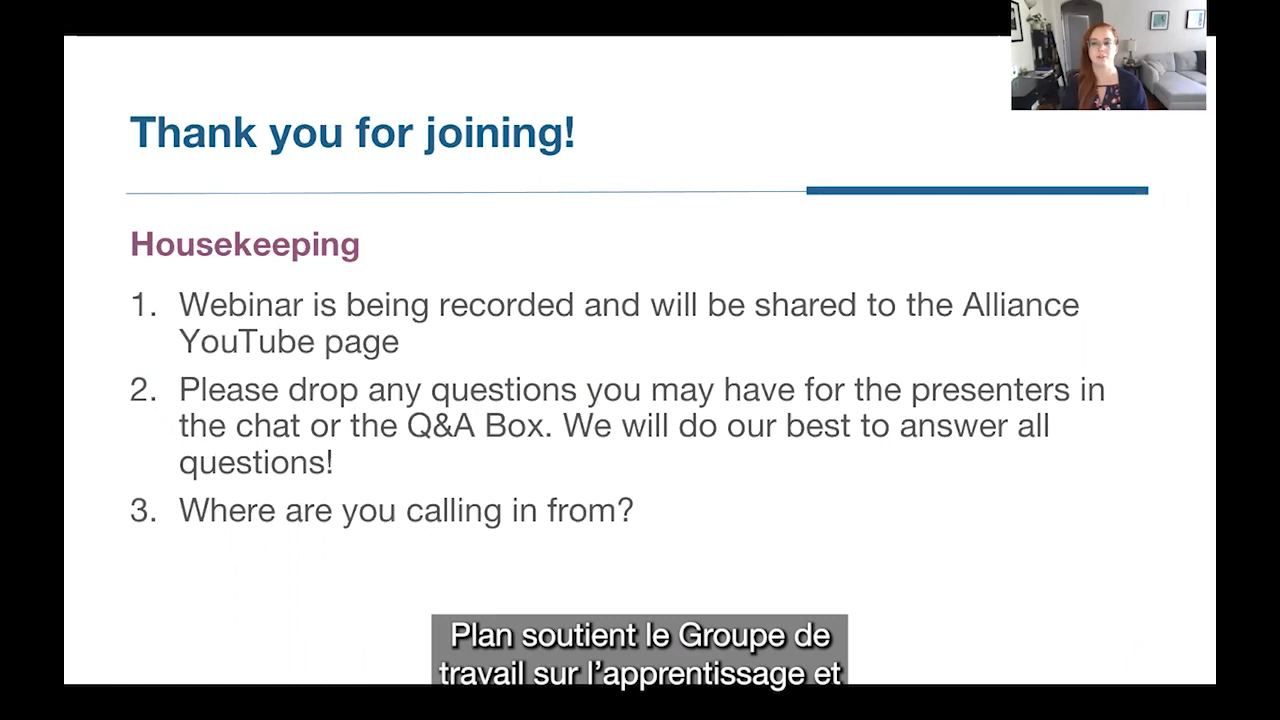 Thank you for joining!
Housekeeping
1. Webinar is being recorded and will be shared to the Alliance
YouTube page
2. Please drop any questions you may have for the presenters in
the chat or the Q&A Box. We will do our best to answer all
questions!
3. Where are you calling in from?
Plan soutient le Groupe de
travail sur l’apprentissage et